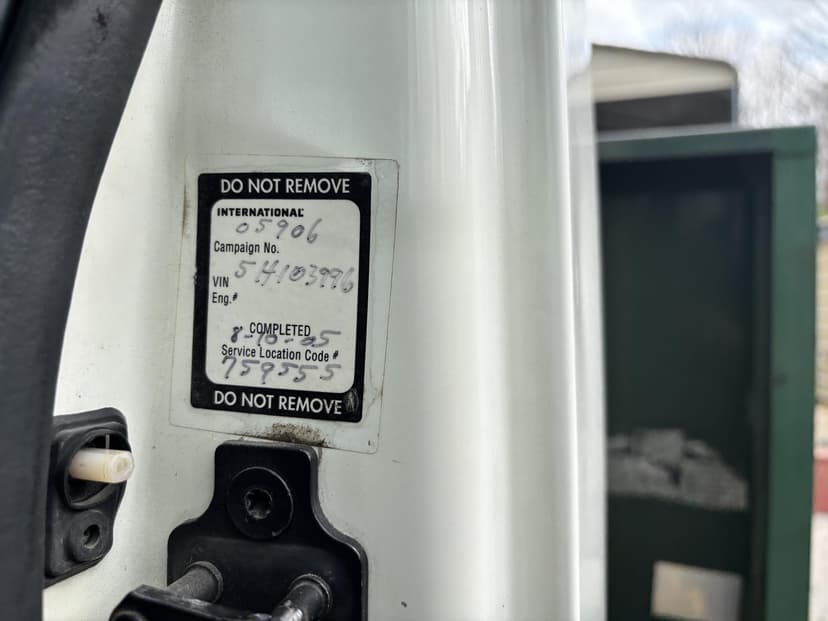 DO NOT REMOVE
INTERNATIONAL
05906
Campaign No.
5H103996
VIN
Eng.#
COMPLETED
8-10-05
Service Location Code #
759555
DO NOT REMOVE